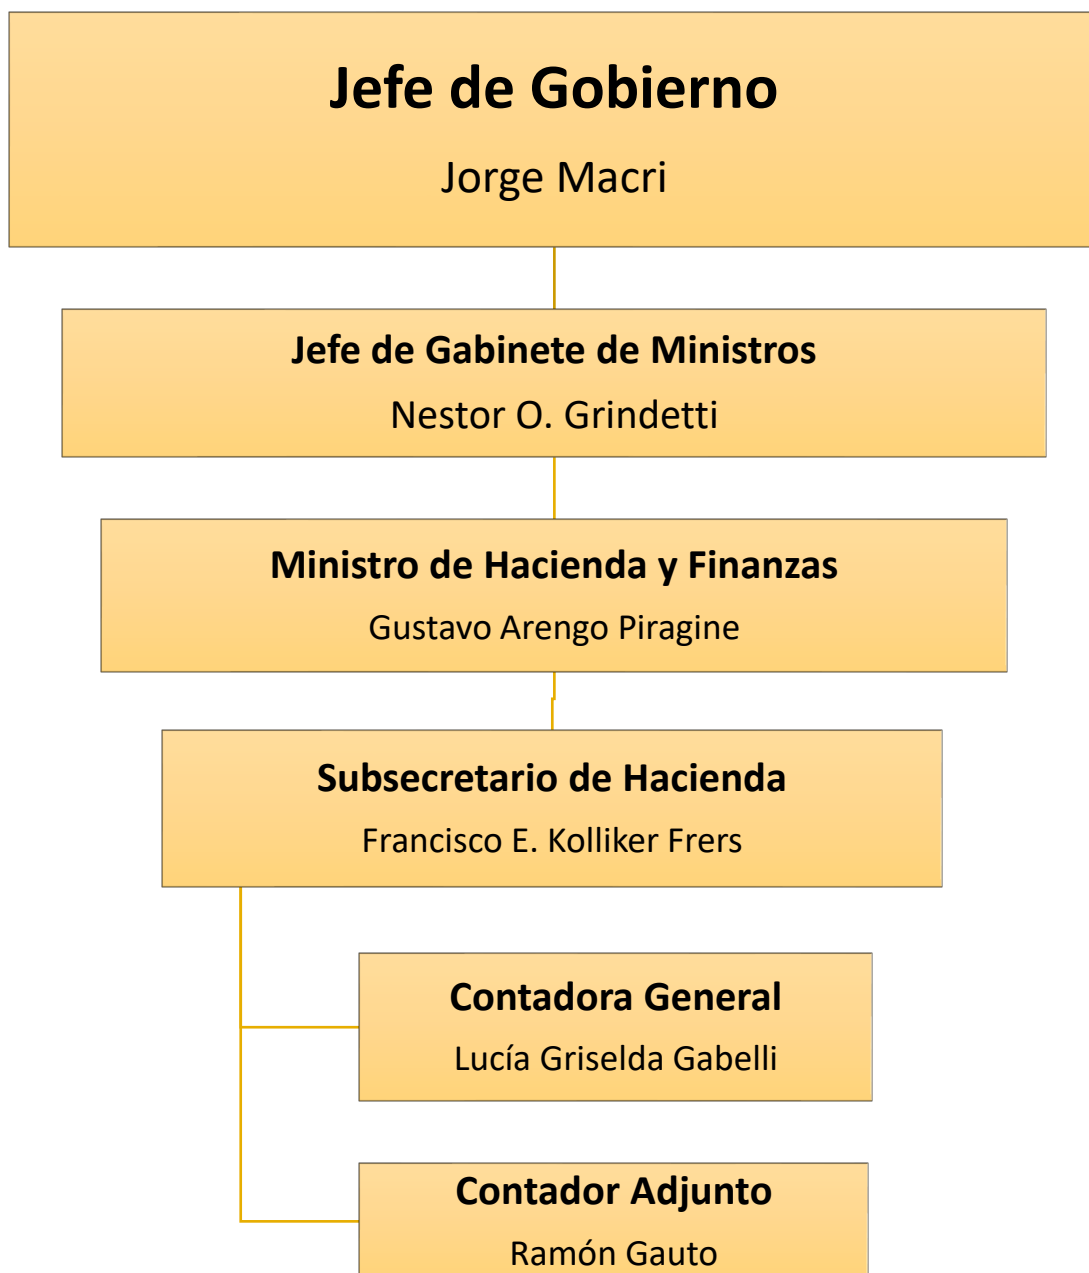 Jefe de Gobierno
Jorge Macri
Jefe de Gabinete de Ministros
Nestor O. Grindetti
Ministro de Hacienda y Finanzas
Gustavo Arengo Piragine
Subsecretario de Hacienda
Francisco E. Kolliker Frers
Contadora General
Lucía Griselda Gabelli
Contador Adjunto
Ramón Gauto